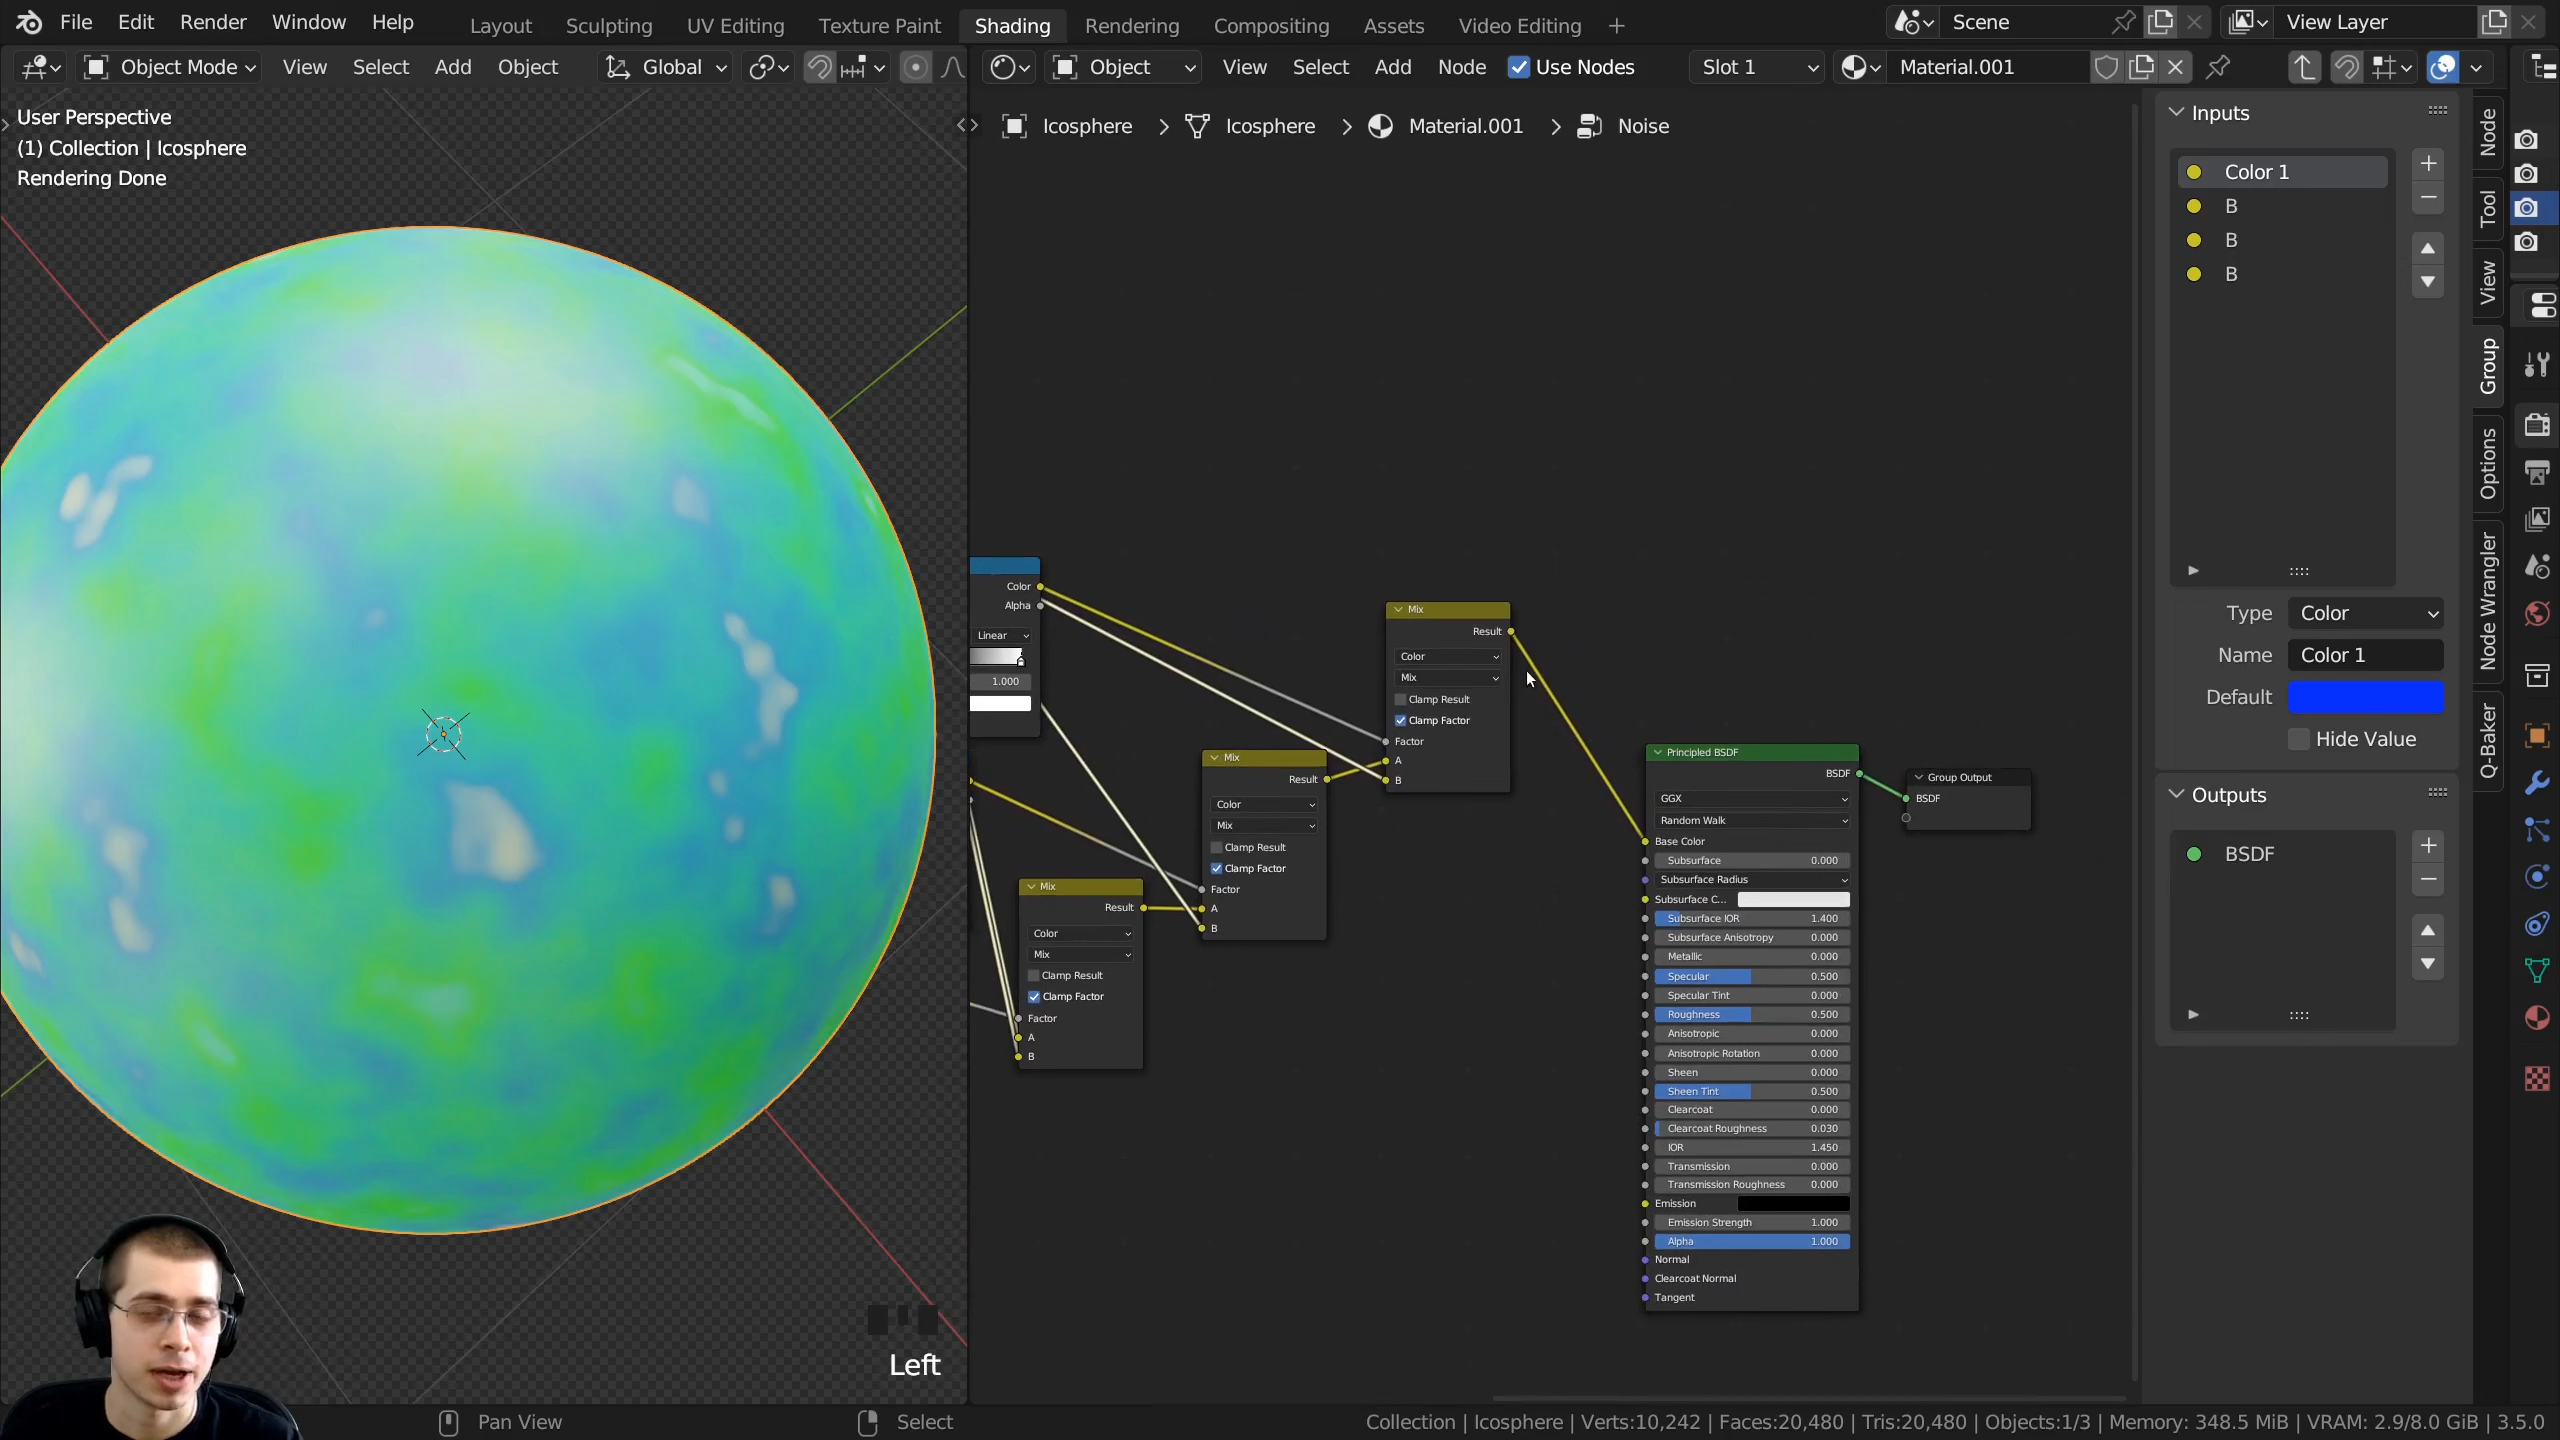 File Edit Render Window Help Layout Sculpting UV Editing Texture Paint Shading Rendering Compositing Assets Video Editing + Scene View Layer
Object Mode View Select Add Object Global Object View Select Add Node Use Nodes Slot 1 Material.001
User Perspective
(1) Collection | Icosphere
Rendering Done
Icosphere > Icosphere > Material.001 > Noise
Color
Alpha
Linear
1.000
Mix
Result
Color
Mix
Clamp Result
Clamp Factor
Factor
A
B
Mix
Result
Color
Mix
Clamp Result
Clamp Factor
Factor
A
B
Mix
Result
Color
Mix
Clamp Result
Clamp Factor
Factor
A
B
Principled BSDF
BSDF
GGX
Random Walk
Base Color
Subsurface 0.000
Subsurface Radius
Subsurface C...
Subsurface IOR 1.400
Subsurface Anisotropy 0.000
Metallic 0.000
Specular 0.500
Specular Tint 0.000
Roughness 0.500
Anisotropic 0.000
Anisotropic Rotation 0.000
Sheen 0.000
Sheen Tint 0.500
Clearcoat 0.000
Clearcoat Roughness 0.030
IOR 1.450
Transmission 0.000
Transmission Roughness 0.000
Emission
Emission Strength 1.000
Alpha 1.000
Normal
Clearcoat Normal
Tangent
Group Output
BSDF
Inputs
Color 1
B
B
B
Type Color
Name Color 1
Default
Hide Value
Outputs
BSDF
Node
Tool
View
Group
Options
Node Wrangler
Q-Baker
Left
Pan View Select Collection | Icosphere | Verts:10,242 | Faces:20,480 | Tris:20,480 | Objects:1/3 | Memory: 348.5 MiB | VRAM: 2.9/8.0 GiB | 3.5.0